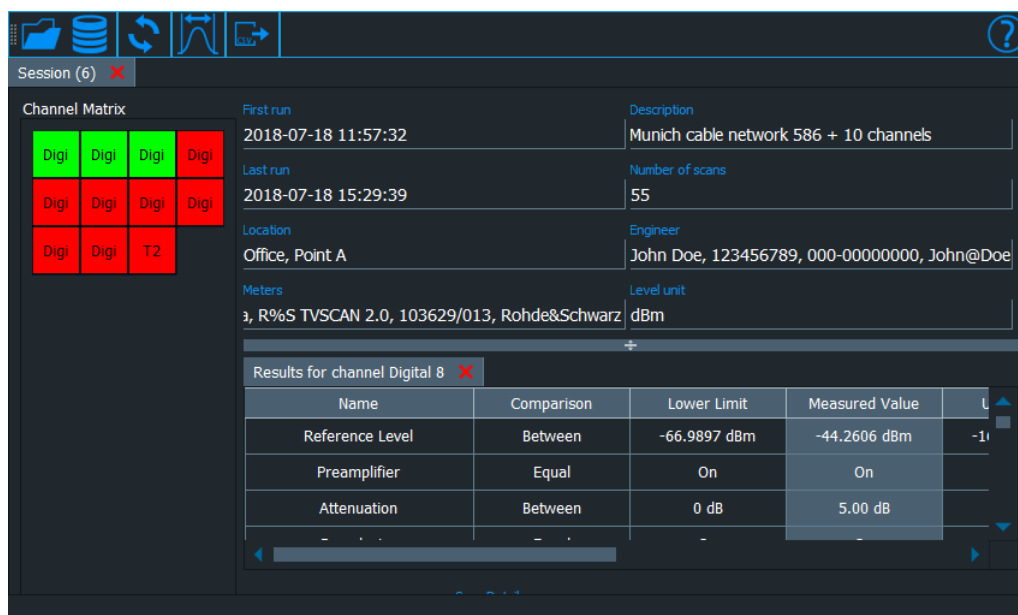 CSV
?
Session (6)
Channel Matrix
Digi Digi Digi Digi
Digi Digi Digi Digi
Digi Digi T2
First run Description
2018-07-18 11:57:32 Munich cable network 586 + 10 channels
Last run Number of scans
2018-07-18 15:29:39 55
Location Engineer
Office, Point A John Doe, 123456789, 000-00000000, John@Doe
Meters Level unit
a, R%S TVSCAN 2.0, 103629/013, Rohde&Schwarz dBm
Results for channel Digital 8
Name Comparison Lower Limit Measured Value
Reference Level Between -66.9897 dBm -44.2606 dBm
Preamplifier Equal On On
Attenuation Between 0 dB 5.00 dB